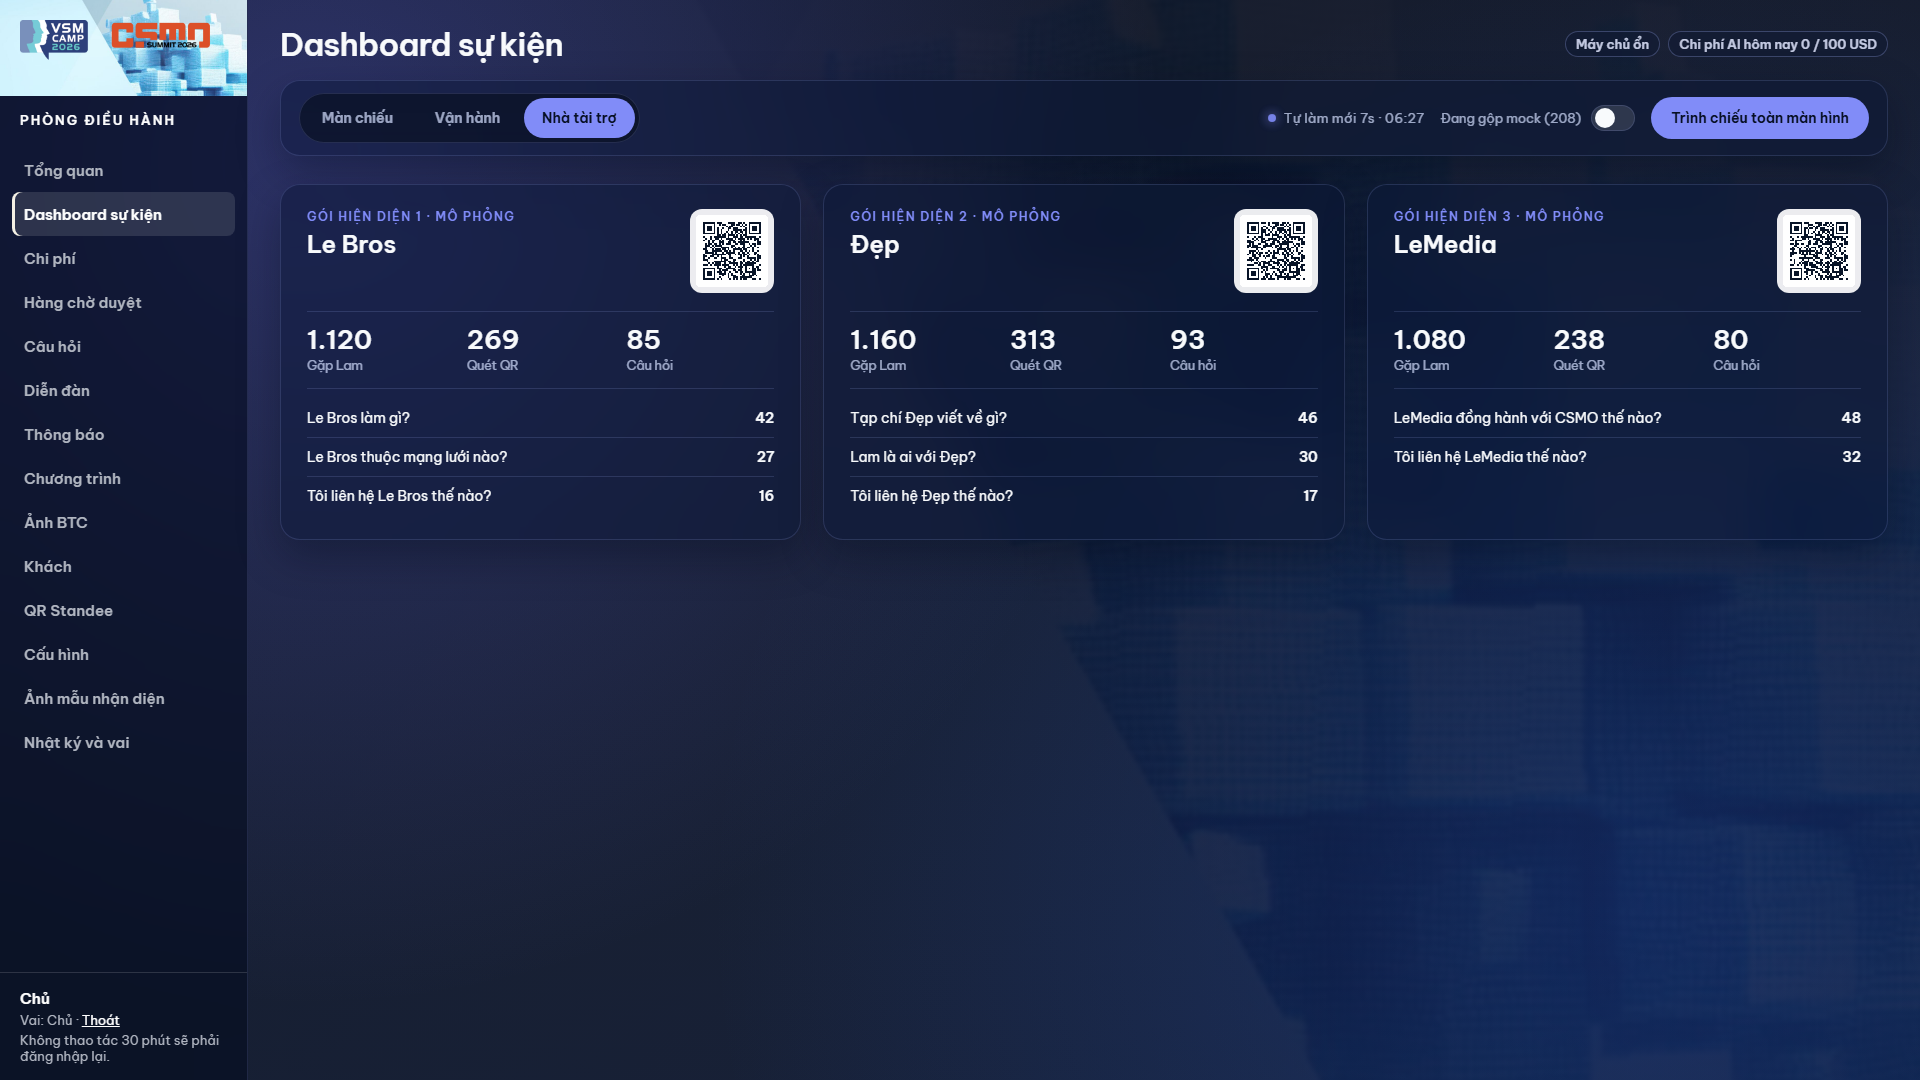 VSM
CAMP
2026
CSMO
SUMMIT 2026
PHÒNG ĐIỀU HÀNH
Tổng quan
Dashboard sự kiện
Chi phí
Hàng chờ duyệt
Câu hỏi
Diễn đàn
Thông báo
Chương trình
Ảnh BTC
Khách
QR Standee
Cấu hình
Ảnh mẫu nhận diện
Nhật ký và vai
Chủ
Vai: Chủ · Thoát
Không thao tác 30 phút sẽ phải
đăng nhập lại.
Dashboard sự kiện
Máy chủ ổn
Chi phí AI hôm nay 0 / 100 USD
Màn chiếu
Vận hành
Nhà tài trợ
Tự làm mới 7s · 06:27
Đang gộp mock (208)
Trình chiếu toàn màn hình
GÓI HIỆN DIỆN 1 · MÔ PHỎNG
Le Bros
1.120
Gặp Lam
269
Quét QR
85
Câu hỏi
Le Bros làm gì? 42
Le Bros thuộc mạng lưới nào? 27
Tôi liên hệ Le Bros thế nào? 16
GÓI HIỆN DIỆN 2 · MÔ PHỎNG
Đẹp
1.160
Gặp Lam
313
Quét QR
93
Câu hỏi
Tạp chí Đẹp viết về gì? 46
Lam là ai với Đẹp? 30
Tôi liên hệ Đẹp thế nào? 17
GÓI HIỆN DIỆN 3 · MÔ PHỎNG
LeMedia
1.080
Gặp Lam
238
Quét QR
80
Câu hỏi
LeMedia đồng hành với CSMO thế nào? 48
Tôi liên hệ LeMedia thế nào? 32